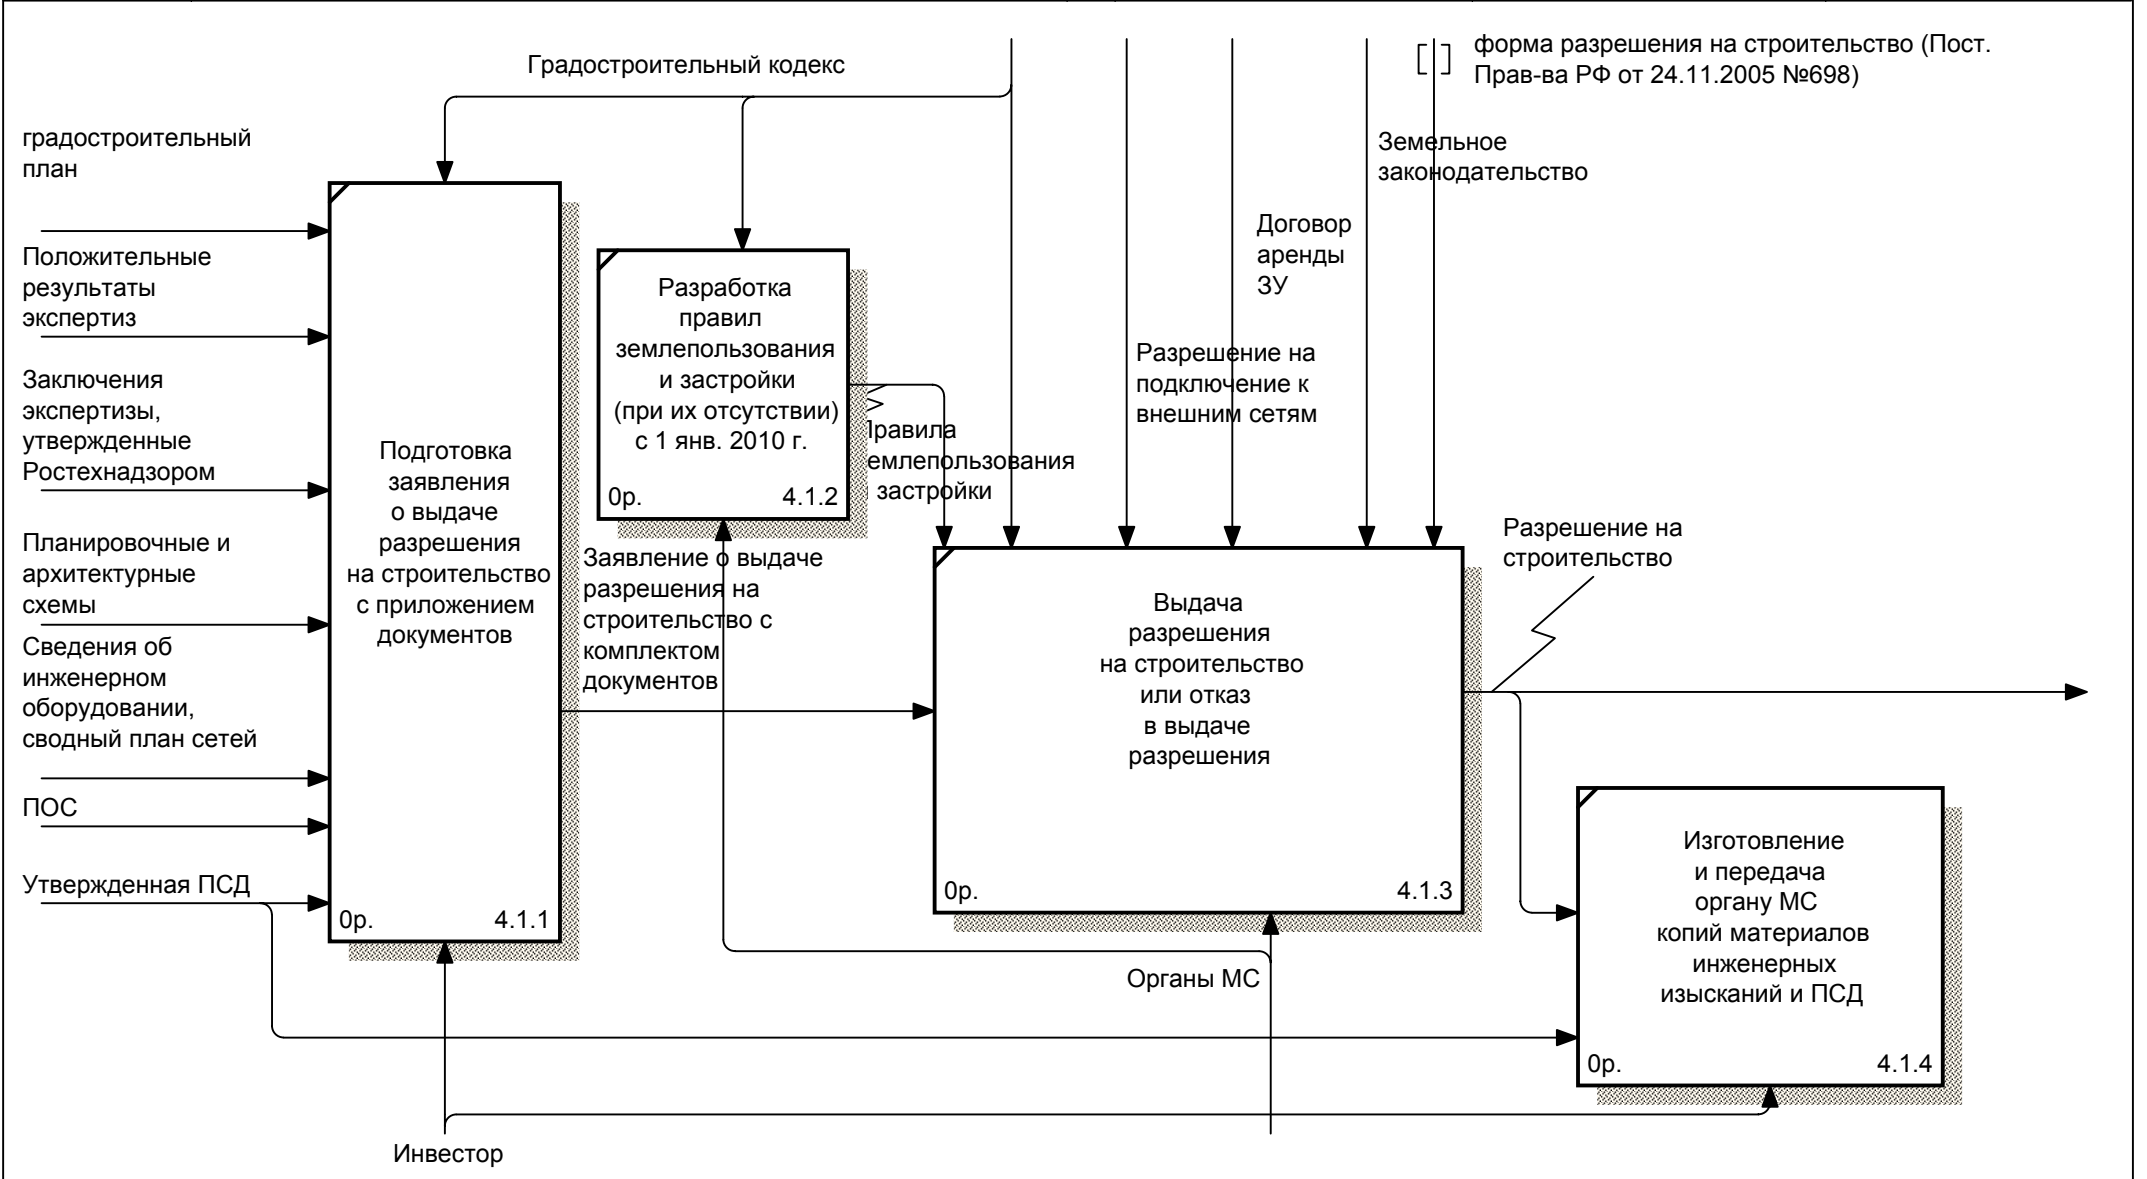 Градостроительный кодекс
форма разрешения на строительство (Пост.
Прав-ва РФ от 24.11.2005 №698)
градостроительный
план
Земельное
законодательство
Положительные
результаты
экспертиз
Договор
аренды
ЗУ
Разработка
правил
землепользования
и застройки
(при их отсутствии)
с 1 янв. 2010 г.
0р. 4.1.2
Разрешение на
подключение к
внешним сетям
Заключения
экспертизы,
утвержденные
Ростехнадзором
Правила
землепользования
застройки
Подготовка
заявления
о выдаче
разрешения
на строительство
с приложением
документов
0р. 4.1.1
Планировочные и
архитектурные
схемы
Заявление о выдаче
разрешения на
строительство с
комплектом
документов
Разрешение на
строительство
Выдача
разрешения
на строительство
или отказ
в выдаче
разрешения
0р. 4.1.3
Сведения об
инженерном
оборудовании,
сводный план сетей
ПОС
Утвержденная ПСД
Изготовление
и передача
органу МС
копий материалов
инженерных
изысканий и ПСД
0р. 4.1.4
Органы МС
Инвестор